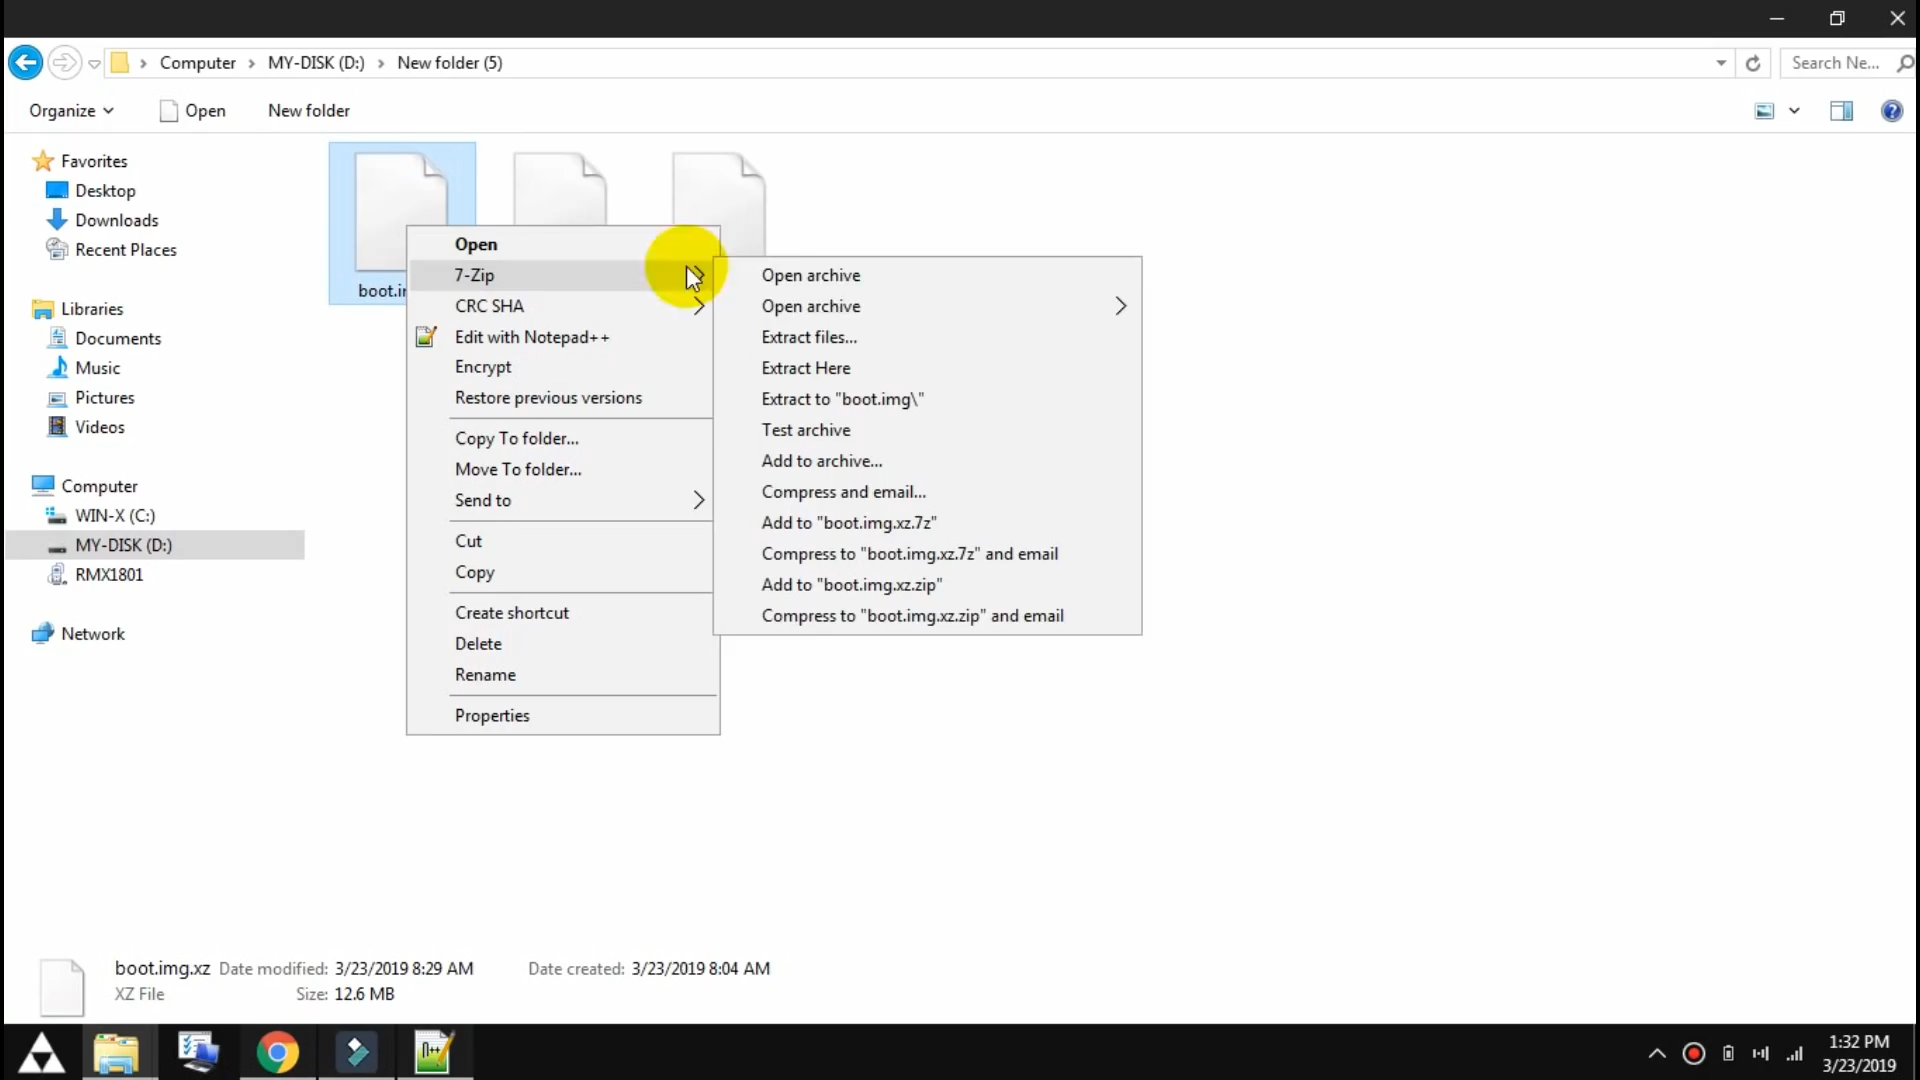 Computer
MY-DISK (D:)
New folder (5)
Search Ne...
Organize
Open
New folder
Favorites
Desktop
Downloads
Recent Places
Libraries
Documents
Music
Pictures
Videos
Computer
WIN-X (C:)
MY-DISK (D:)
RMX1801
Network
boot.i
Open
7-Zip
CRC SHA
Edit with Notepad++
Encrypt
Restore previous versions
Copy To folder...
Move To folder...
Send to
Cut
Copy
Create shortcut
Delete
Rename
Properties
Open archive
Open archive
Extract files...
Extract Here
Extract to "boot.img\"
Test archive
Add to archive...
Compress and email...
Add to "boot.img.xz.7z"
Compress to "boot.img.xz.7z" and email
Add to "boot.img.xz.zip"
Compress to "boot.img.xz.zip" and email
boot.img.xz Date modified: 3/23/2019 8:29 AM Date created: 3/23/2019 8:04 AM
XZ File Size: 12.6 MB
1:32 PM
3/23/2019